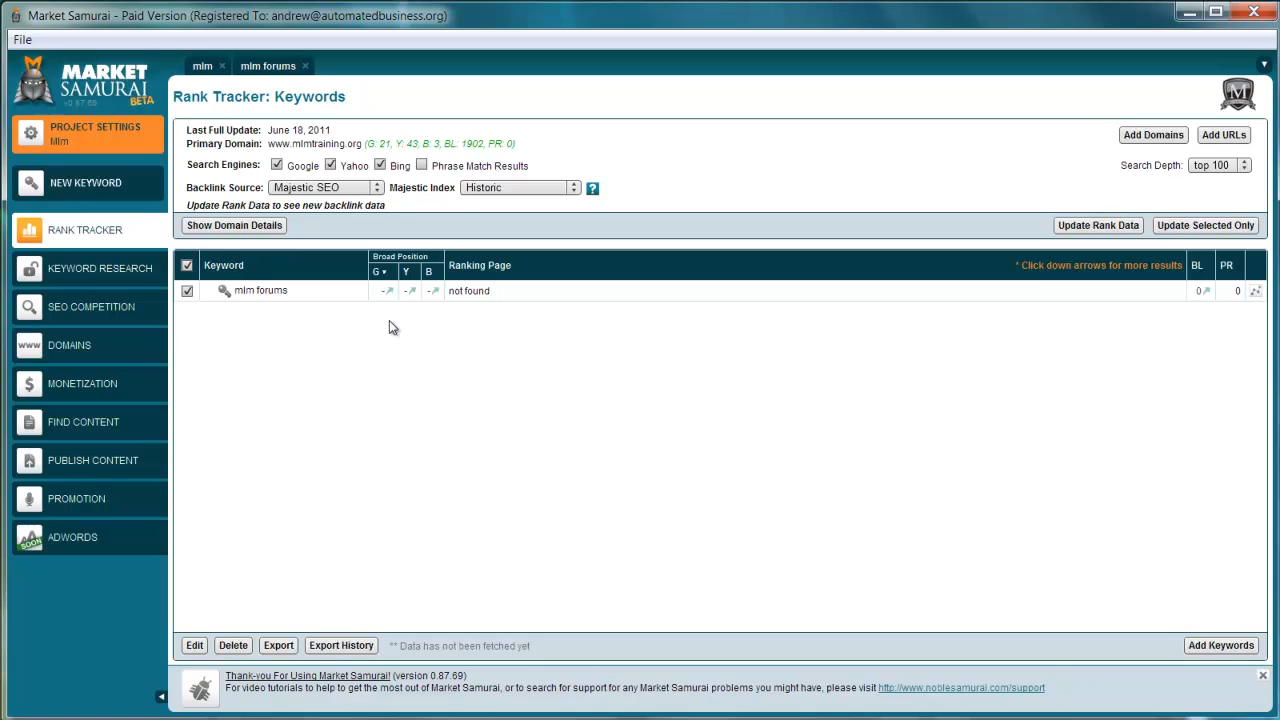 Market Samurai - Paid Version (Registered To: andrew@automatedbusiness.org)
File
MARKET SAMURAI
v0.87.69 BETA
mlm
mlm forums
Rank Tracker: Keywords
PROJECT SETTINGS
Mlm
NEW KEYWORD
RANK TRACKER
KEYWORD RESEARCH
SEO COMPETITION
www DOMAINS
$ MONETIZATION
FIND CONTENT
PUBLISH CONTENT
PROMOTION
SOON ADWORDS
Last Full Update: June 18, 2011
Primary Domain: www.mlmtraining.org (G: 21, Y: 43, B: 3, BL: 1902, PR: 0)
Search Engines: Google Yahoo Bing Phrase Match Results
Backlink Source: Majestic SEO Majestic Index Historic ?
Update Rank Data to see new backlink data
Add Domains Add URLs
Search Depth: top 100
M
Show Domain Details Update Rank Data Update Selected Only
Keyword Broad Position G Y B Ranking Page * Click down arrows for more results BL PR
mlm forums - - - not found 0 0
Edit Delete Export Export History ** Data has not been fetched yet Add Keywords
Thank-you For Using Market Samurai! (version 0.87.69)
For video tutorials to help to get the most out of Market Samurai, or to search for support for any Market Samurai problems you might have, please visit http://www.noblesamurai.com/support